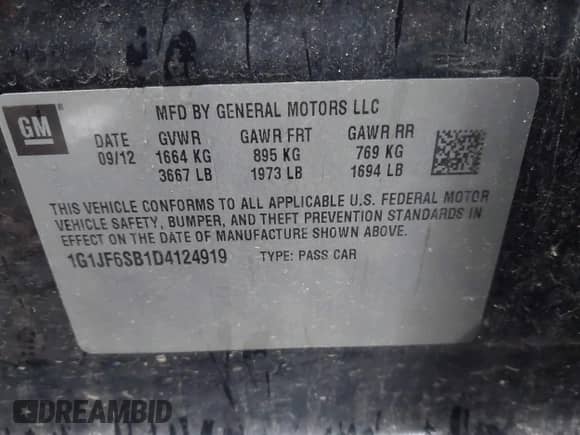 GM ®
MFD BY GENERAL MOTORS LLC
DATE GVWR GAWR FRT GAWR RR
09/12 1664 KG 895 KG 769 KG
3667 LB 1973 LB 1694 LB
THIS VEHICLE CONFORMS TO ALL APPLICABLE U.S. FEDERAL MOTOR
VEHICLE SAFETY, BUMPER, AND THEFT PREVENTION STANDARDS IN
EFFECT ON THE DATE OF MANUFACTURE SHOWN ABOVE.
1G1JF6SB1D4124919 TYPE: PASS CAR
DREAMBID